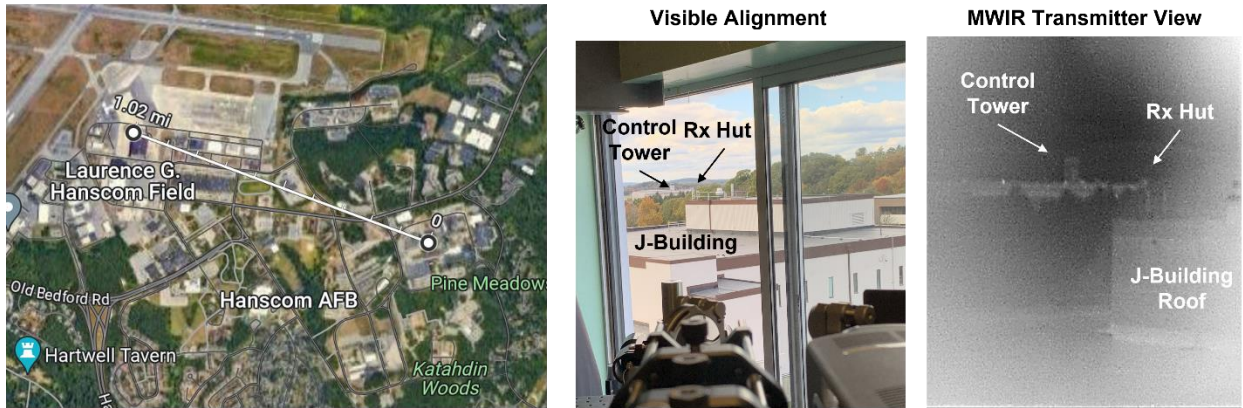 1.02 mi
Laurence G.
Hanscom Field
0
Pine Meadows
Old Bedford Rd
Hanscom AFB
Hartwell Tavern
Katahdin
Woods
Visible Alignment
Control
Tower
Rx Hut
J-Building
MWIR Transmitter View
Control
Tower
Rx Hut
J-Building
Roof